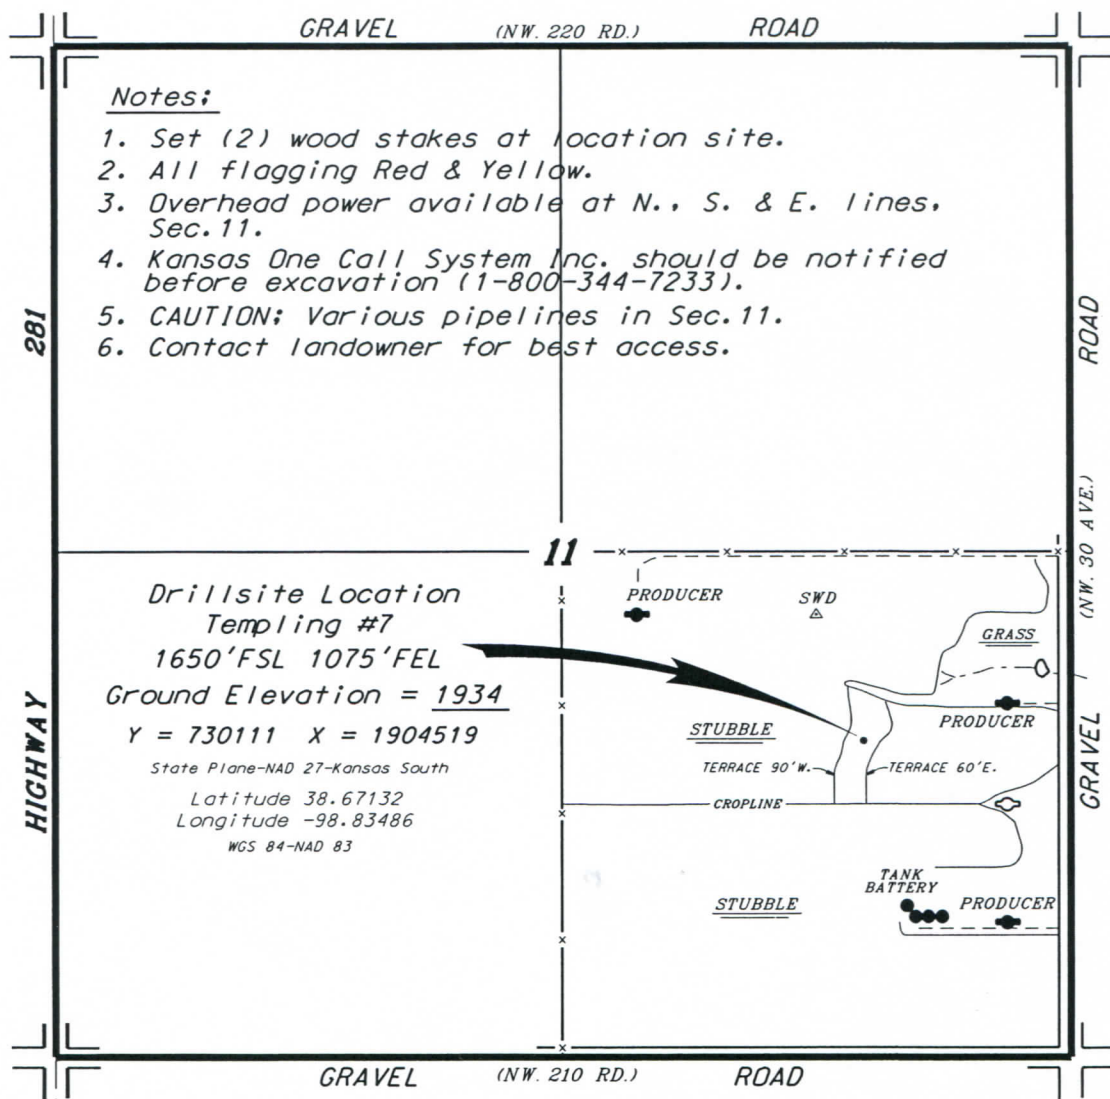 GRAVEL (NW. 220 RD.) ROAD
Notes:
1. Set (2) wood stakes at location site.
2. All flagging Red & Yellow.
3. Overhead power available at N., S. & E. lines,
Sec.11.
4. Kansas One Call System Inc. should be notified
before excavation (1-800-344-7233).
5. CAUTION: Various pipelines in Sec.11.
6. Contact landowner for best access.
HIGHWAY 281
GRAVEL (NW. 30 AVE.) ROAD
11
Drillsite Location
Templing #7
1650'FSL 1075'FEL
Ground Elevation = 1934
Y = 730111 X = 1904519
State Plane-NAD 27-Kansas South
Latitude 38.67132
Longitude -98.83486
WGS 84-NAD 83
PRODUCER
SWD
GRASS
PRODUCER
STUBBLE
TERRACE 90'W.
TERRACE 60'E.
CROPLINE
TANK
BATTERY
PRODUCER
STUBBLE
GRAVEL (NW. 210 RD.) ROAD